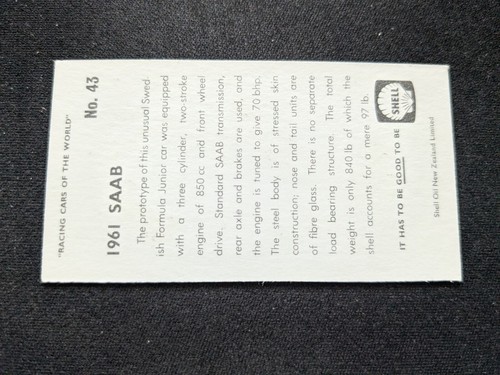 "RACING CARS OF THE WORLD"
No. 43
1961 SAAB
The prototype of this unusual Swed-
ish Formula Junior car was equipped
with a three cylinder, two-stroke
engine of 850 cc and front wheel
drive. Standard SAAB transmission,
rear axle and brakes are used, and
the engine is tuned to give 70 bhp.
The steel body is of stressed skin
construction; nose and tail units are
of fibre glass. There is no separate
load bearing structure. The total
weight is only 840 lb of which the
shell accounts for a mere 97 lb.
SHELL
IT HAS TO BE GOOD TO BE
Shell Oil New Zealand Limited